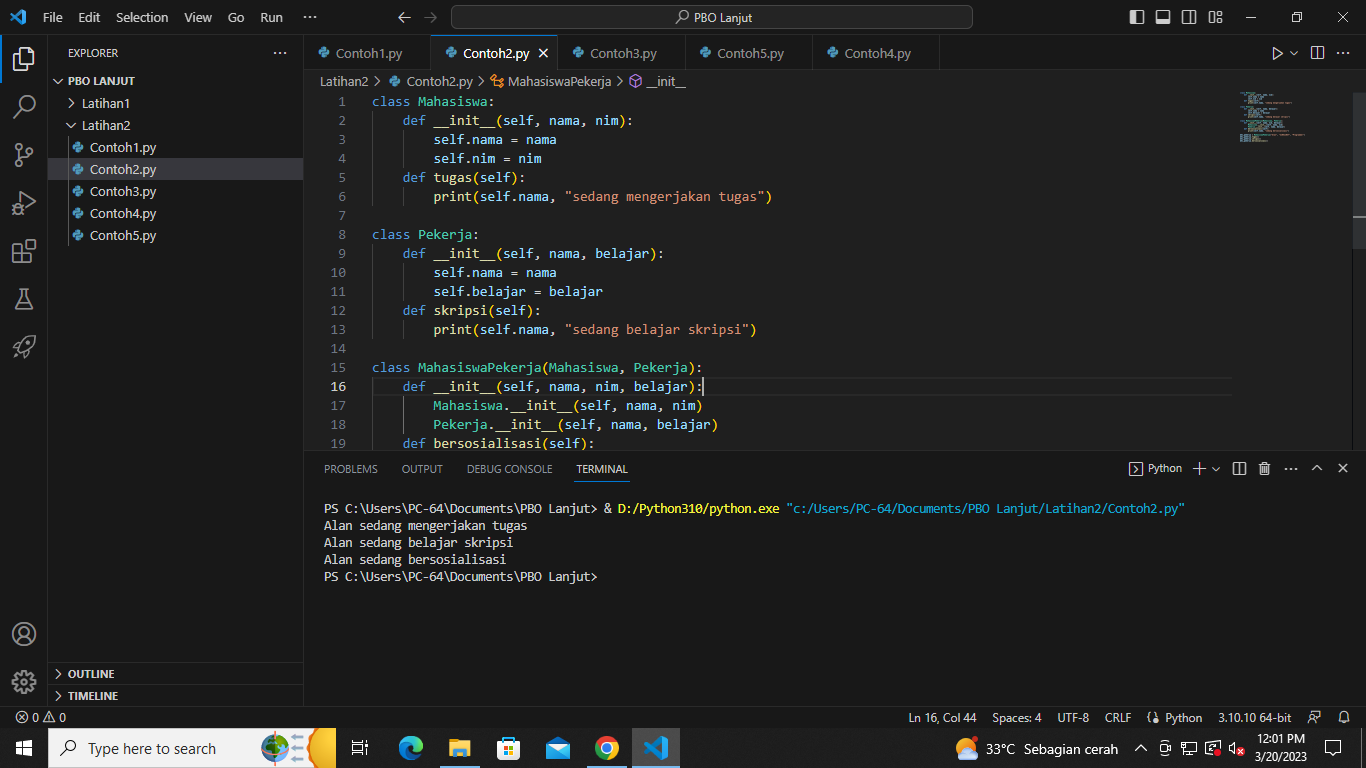 File Edit Selection View Go Run ··· PBO Lanjut
EXPLORER ···
PBO LANJUT
Latihan1
Latihan2
Contoh1.py
Contoh2.py
Contoh3.py
Contoh4.py
Contoh5.py
OUTLINE
TIMELINE
Contoh1.py Contoh2.py Contoh3.py Contoh5.py Contoh4.py
Latihan2 > Contoh2.py > MahasiswaPekerja > __init__
1 class Mahasiswa:
2 def __init__(self, nama, nim):
3 self.nama = nama
4 self.nim = nim
5 def tugas(self):
6 print(self.nama, "sedang mengerjakan tugas")
7
8 class Pekerja:
9 def __init__(self, nama, belajar):
10 self.nama = nama
11 self.belajar = belajar
12 def skripsi(self):
13 print(self.nama, "sedang belajar skripsi")
14
15 class MahasiswaPekerja(Mahasiswa, Pekerja):
16 def __init__(self, nama, nim, belajar):
17 Mahasiswa.__init__(self, nama, nim)
18 Pekerja.__init__(self, nama, belajar)
19 def bersosialisasi(self):
PROBLEMS OUTPUT DEBUG CONSOLE TERMINAL Python
PS C:\Users\PC-64\Documents\PBO Lanjut> & D:/Python310/python.exe "c:/Users/PC-64/Documents/PBO Lanjut/Latihan2/Contoh2.py"
Alan sedang mengerjakan tugas
Alan sedang belajar skripsi
Alan sedang bersosialisasi
PS C:\Users\PC-64\Documents\PBO Lanjut>
0 0 Ln 16, Col 44 Spaces: 4 UTF-8 CRLF Python 3.10.10 64-bit
Type here to search 33°C Sebagian cerah 12:01 PM
3/20/2023